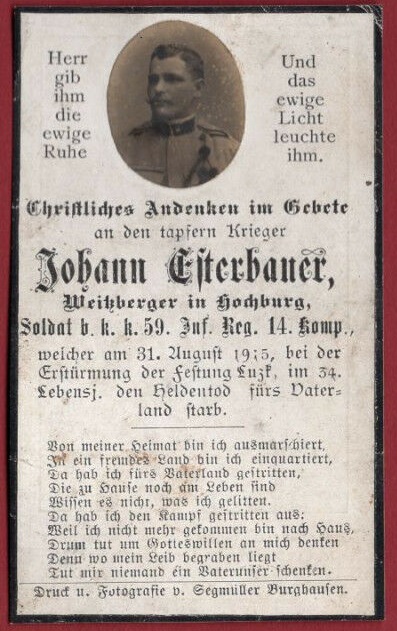 Herr
gib
ihm
die
ewige
Ruhe
Und
das
ewige
Licht
leuchte
ihm.
Christliches Andenken im Gebete
an den tapfern Krieger
Johann Esterbauer,
Weitzberger in Hochburg,
Soldat b. k. k. 59. Inf. Reg. 14. Komp.,
welcher am 31. August 1915, bei der
Erstürmung der Festung Luzk, im 34.
Lebensj. den Heldentod fürs Vater-
land starb.
Von meiner Heimat bin ich ausmarschiert,
In ein fremdes Land bin ich einquartiert,
Da hab ich fürs Vaterland gestritten,
Die zu Hause noch am Leben sind
Wissen es nicht, was ich gelitten.
Da hab ich den Kampf gestritten aus:
Weil ich nicht mehr gekommen bin nach Haus,
Drum tut um Gotteswillen an mich denken
Denn wo mein Leib begraben liegt
Tut mir niemand ein Vaterunser schenken.
Druck u. Fotografie v. Segmüller Burghausen.